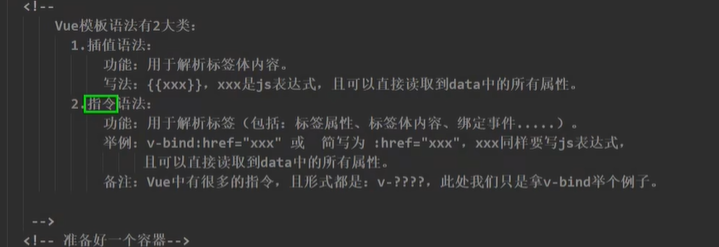 <!--
Vue模板语法有2大类：
1.插值语法：
功能：用于解析标签体内容。
写法：{{xxx}}，xxx是js表达式，且可以直接读取到data中的所有属性。
2.指令语法：
功能：用于解析标签（包括：标签属性、标签体内容、绑定事件.....）。
举例：v-bind:href="xxx" 或  简写为 :href="xxx"，xxx同样要写js表达式，
且可以直接读取到data中的所有属性。
备注：Vue中有很多的指令，且形式都是：v-????，此处我们只是拿v-bind举个例子。
-->
<!-- 准备好一个容器-->